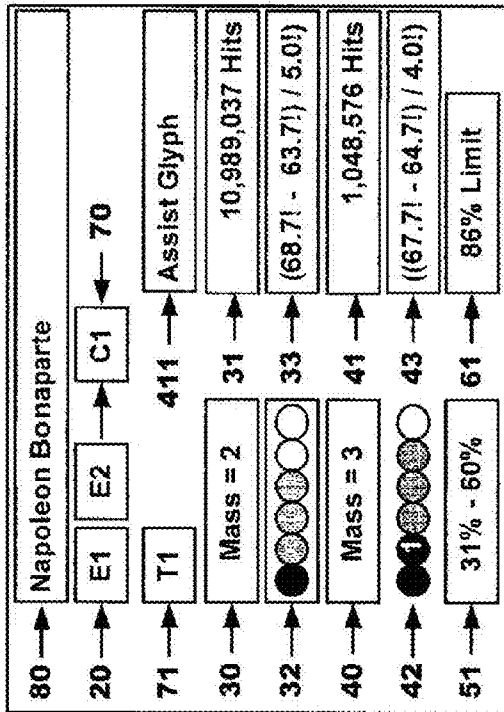 80 Napoleon Bonaparte
20 E1 E2 C1 70
71 T1 411 Assist Glyph
30 Mass = 2 31 10,989,037 Hits
32 33 (68.7! - 63.7!) / 5.0!)
40 Mass = 3 41 1,048,576 Hits
42 1 43 ((67.7! - 64.7!) / 4.0!)
51 31% - 60% 61 86% Limit